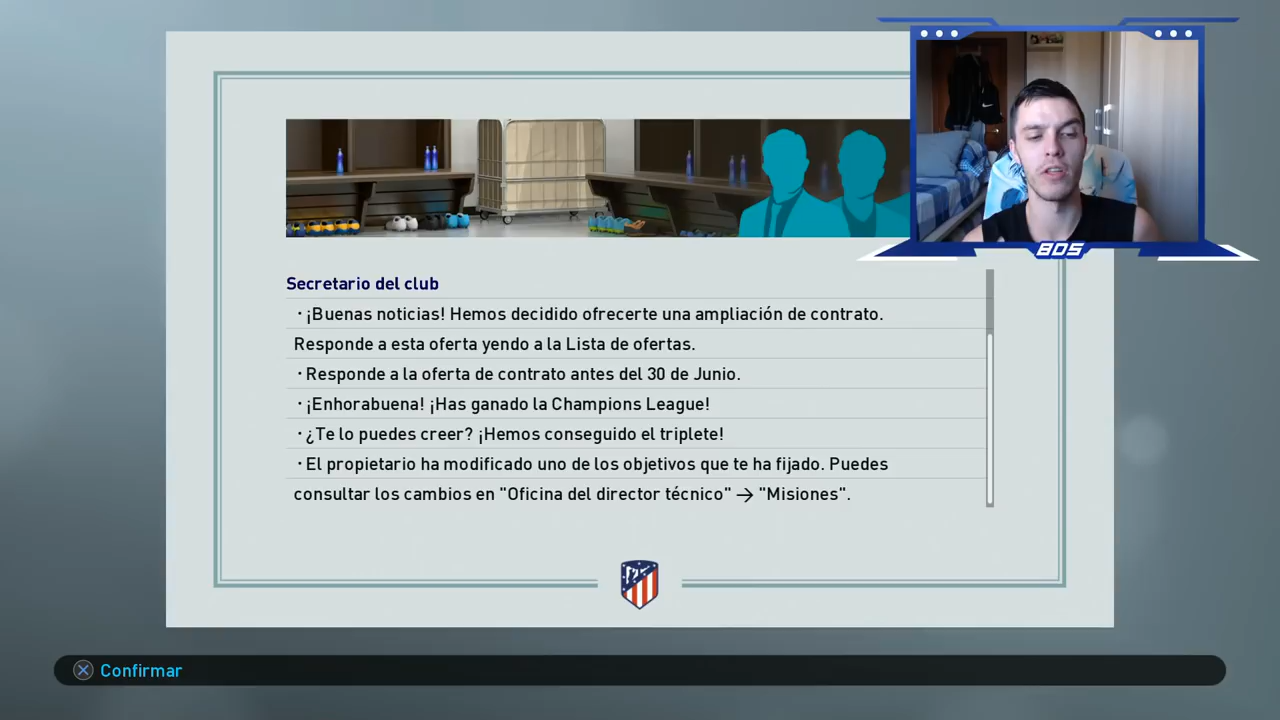 BDS
Secretario del club
· ¡Buenas noticias! Hemos decidido ofrecerte una ampliación de contrato.
Responde a esta oferta yendo a la Lista de ofertas.
· Responde a la oferta de contrato antes del 30 de Junio.
· ¡Enhorabuena! ¡Has ganado la Champions League!
· ¿Te lo puedes creer? ¡Hemos conseguido el triplete!
· El propietario ha modificado uno de los objetivos que te ha fijado. Puedes
consultar los cambios en "Oficina del director técnico" → "Misiones".
Confirmar